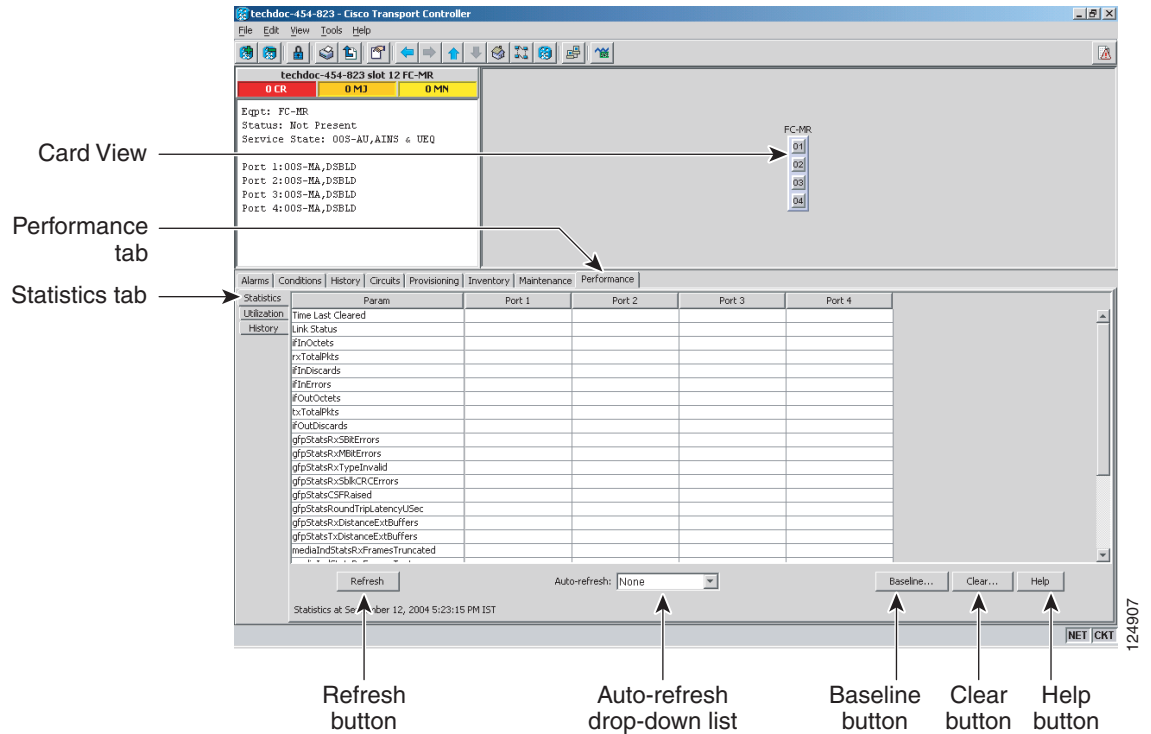 techdoc-454-823 - Cisco Transport Controller
File Edit View Tools Help
techdoc-454-823 slot 12 FC-MR
0 CR 0 MJ 0 MN
Eqpt: FC-MR
Status: Not Present
Service State: OOS-AU,AINS & UEQ
Port 1:OOS-MA,DSBLD
Port 2:OOS-MA,DSBLD
Port 3:OOS-MA,DSBLD
Port 4:OOS-MA,DSBLD
FC-MR
01
02
03
04
Card View
Performance
tab
Statistics tab
Alarms Conditions History Circuits Provisioning Inventory Maintenance Performance
Statistics
Utilization
History
Param Port 1 Port 2 Port 3 Port 4
Time Last Cleared
Link Status
ifInOctets
rxTotalPkts
ifInDiscards
ifInErrors
ifOutOctets
txTotalPkts
ifOutDiscards
gfpStatsRxSBitErrors
gfpStatsRxMBitErrors
gfpStatsRxTypeInvalid
gfpStatsRxSblkCRCErrors
gfpStatsCSFRaised
gfpStatsRoundTripLatencyUSec
gfpStatsRxDistanceExtBuffers
gfpStatsTxDistanceExtBuffers
mediaIndStatsRxFramesTruncated
Refresh Auto-refresh: None Baseline... Clear... Help
Statistics at September 12, 2004 5:23:15 PM IST
NET CKT
124907
Refresh
button
Auto-refresh
drop-down list
Baseline
button
Clear
button
Help
button